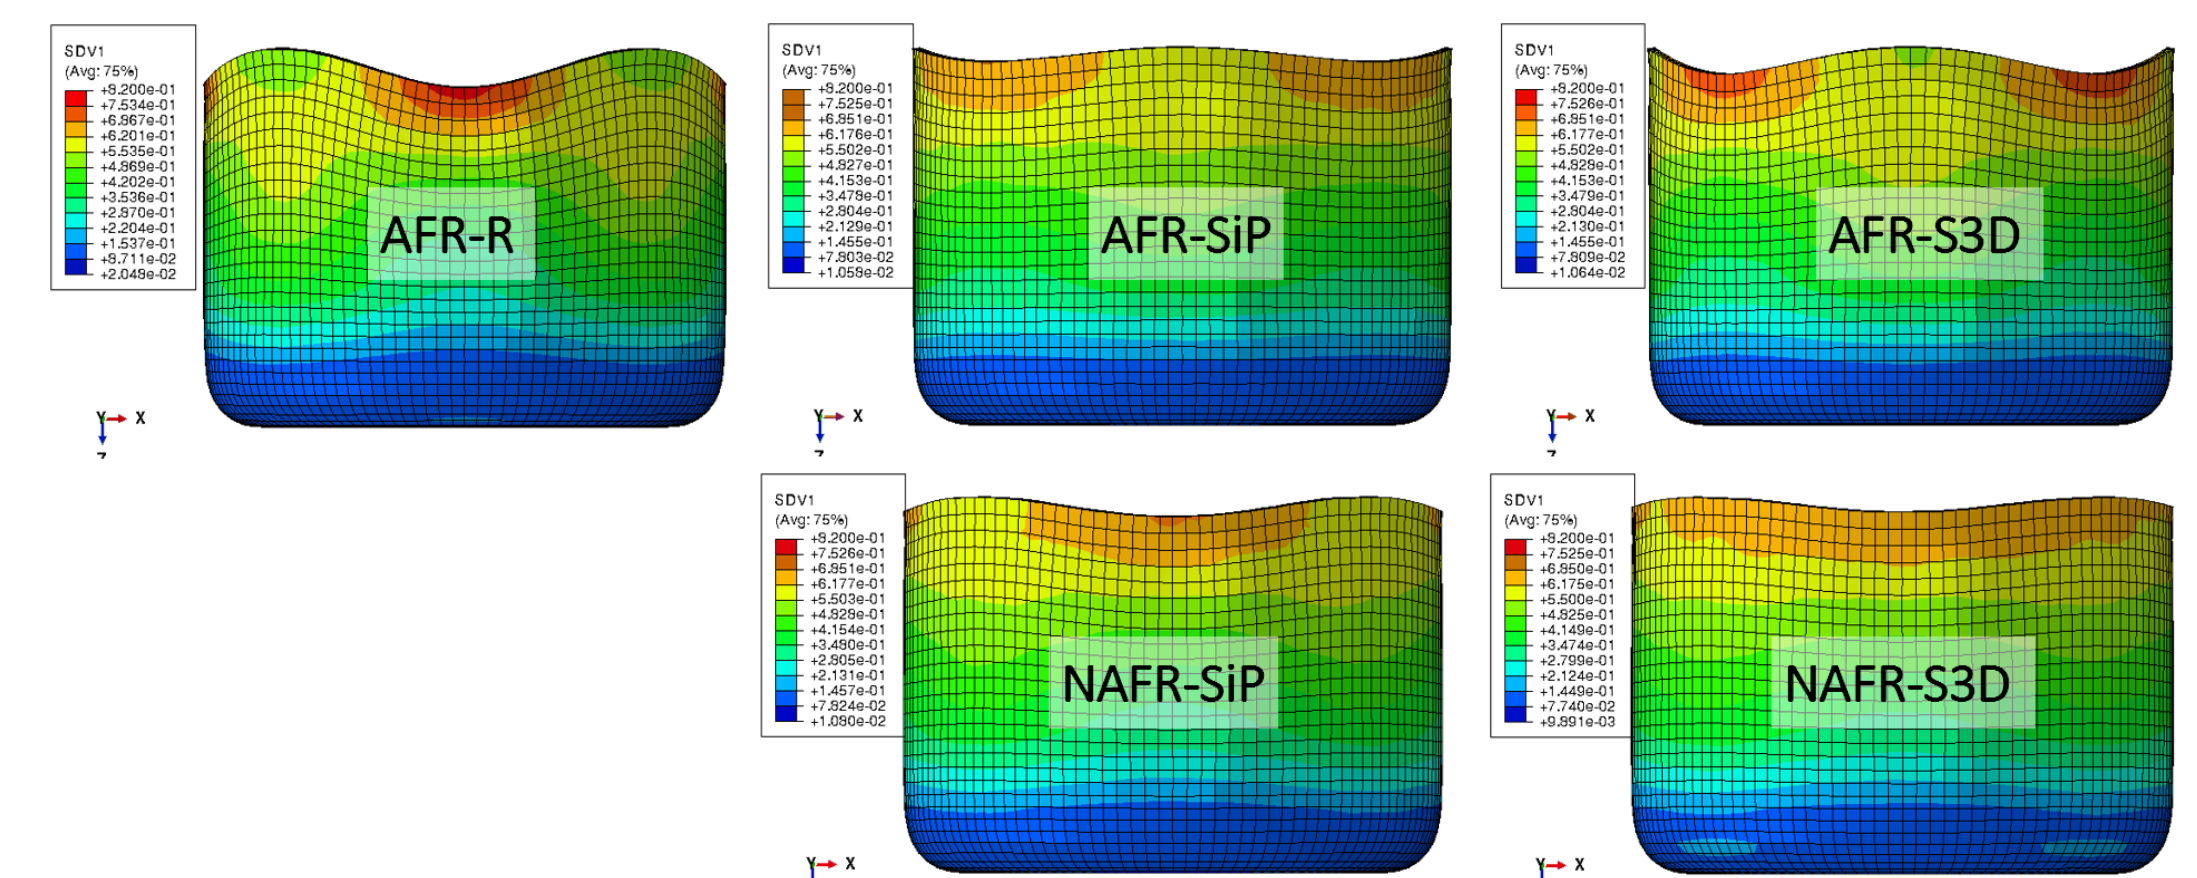 SDV1
(Avg: 75%)
+8.200e-01
+7.534e-01
+6.867e-01
+6.201e-01
+5.535e-01
+4.869e-01
+4.202e-01
+3.536e-01
+2.870e-01
+2.204e-01
+1.537e-01
+8.711e-02
+2.048e-02
AFR-R
Y X
SDV1
(Avg: 75%)
+8.200e-01
+7.525e-01
+6.851e-01
+6.176e-01
+5.502e-01
+4.827e-01
+4.153e-01
+3.478e-01
+2.804e-01
+2.129e-01
+1.455e-01
+7.803e-02
+1.058e-02
AFR-SiP
Y X
SDV1
(Avg: 75%)
+8.200e-01
+7.526e-01
+6.851e-01
+6.177e-01
+5.502e-01
+4.828e-01
+4.153e-01
+3.479e-01
+2.804e-01
+2.130e-01
+1.455e-01
+7.809e-02
+1.064e-02
AFR-S3D
Y X
SDV1
(Avg: 75%)
+8.200e-01
+7.526e-01
+6.851e-01
+6.177e-01
+5.503e-01
+4.828e-01
+4.154e-01
+3.480e-01
+2.805e-01
+2.131e-01
+1.457e-01
+7.824e-02
+1.080e-02
NAFR-SiP
Y X
SDV1
(Avg: 75%)
+8.200e-01
+7.525e-01
+6.850e-01
+6.175e-01
+5.500e-01
+4.825e-01
+4.149e-01
+3.474e-01
+2.799e-01
+2.124e-01
+1.449e-01
+7.740e-02
+9.891e-03
NAFR-S3D
Y X